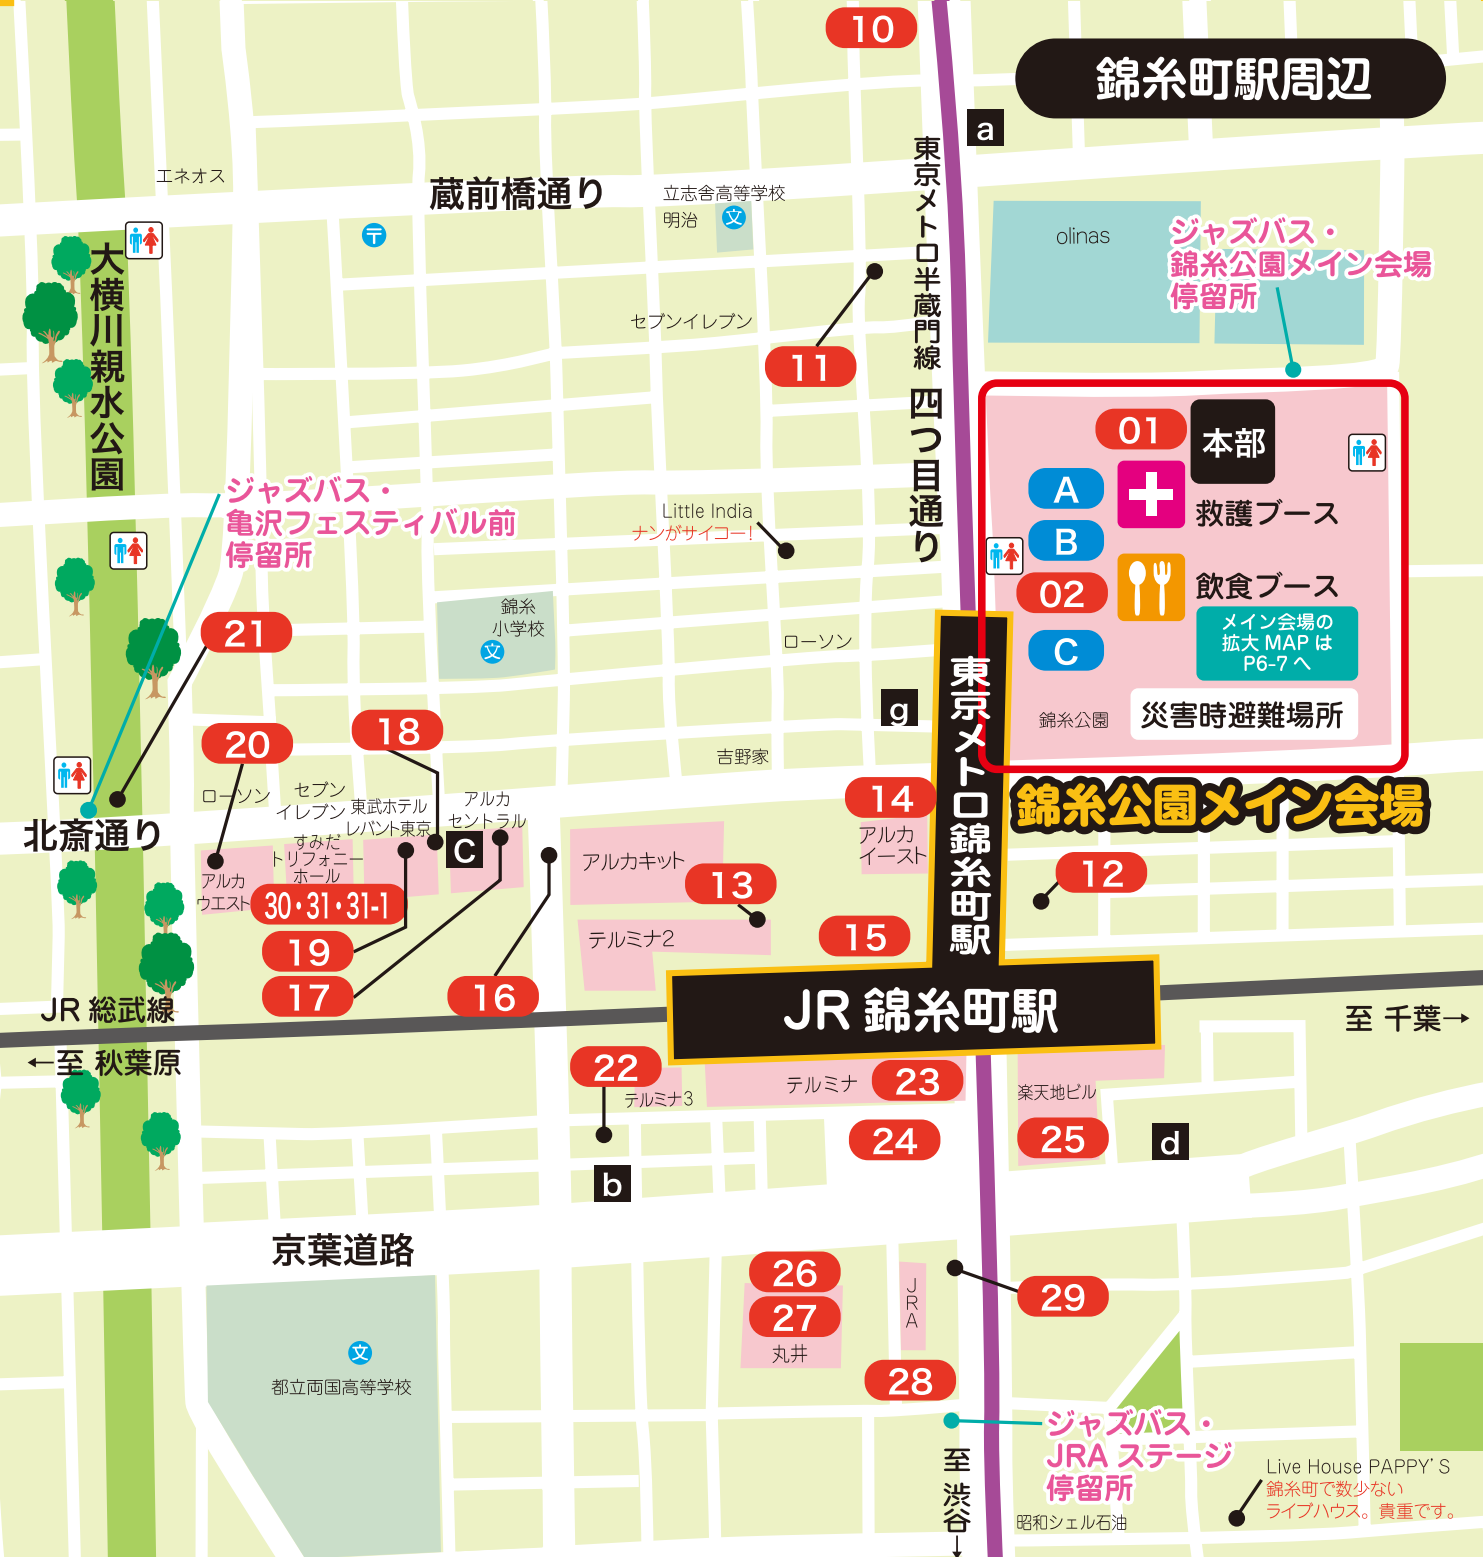 10
錦糸町駅周辺
a
東京メトロ半蔵門線
エネオス
蔵前橋通り
立志舎高等学校
明治
文
〒
olinas
ジャズバス・
錦糸公園メイン会場
停留所
大横川親水公園
セブンイレブン
11
四つ目通り
01
本部
A
救護ブース
B
02
飲食ブース
C
メイン会場の
拡大 MAP は
P6-7 へ
錦糸公園
災害時避難場所
錦糸公園メイン会場
ジャズバス・
亀沢フェスティバル前
停留所
Little India
ナンがサイコー！
錦糸
小学校
文
ローソン
21
g
東京メトロ錦糸町駅
18
20
吉野家
ローソン
セブン
イレブン
東武ホテル
レバント東京
アルカ
セントラル
14
アルカ
イースト
北斎通り
すみだ
トリフォニー
ホール
C
アルカキット
アルカ
ウエスト
30・31・31-1
13
12
19
テルミナ2
15
17
16
JR 総武線
JR 錦糸町駅
至 千葉→
←至 秋葉原
22
テルミナ3
テルミナ
23
楽天地ビル
24
25
d
b
京葉道路
26
27
丸井
JRA
29
文
都立両国高等学校
28
ジャズバス・
JRA ステージ
停留所
至 渋谷→
Live House PAPPY'S
錦糸町で数少ない
ライブハウス。貴重です。
昭和シェル石油